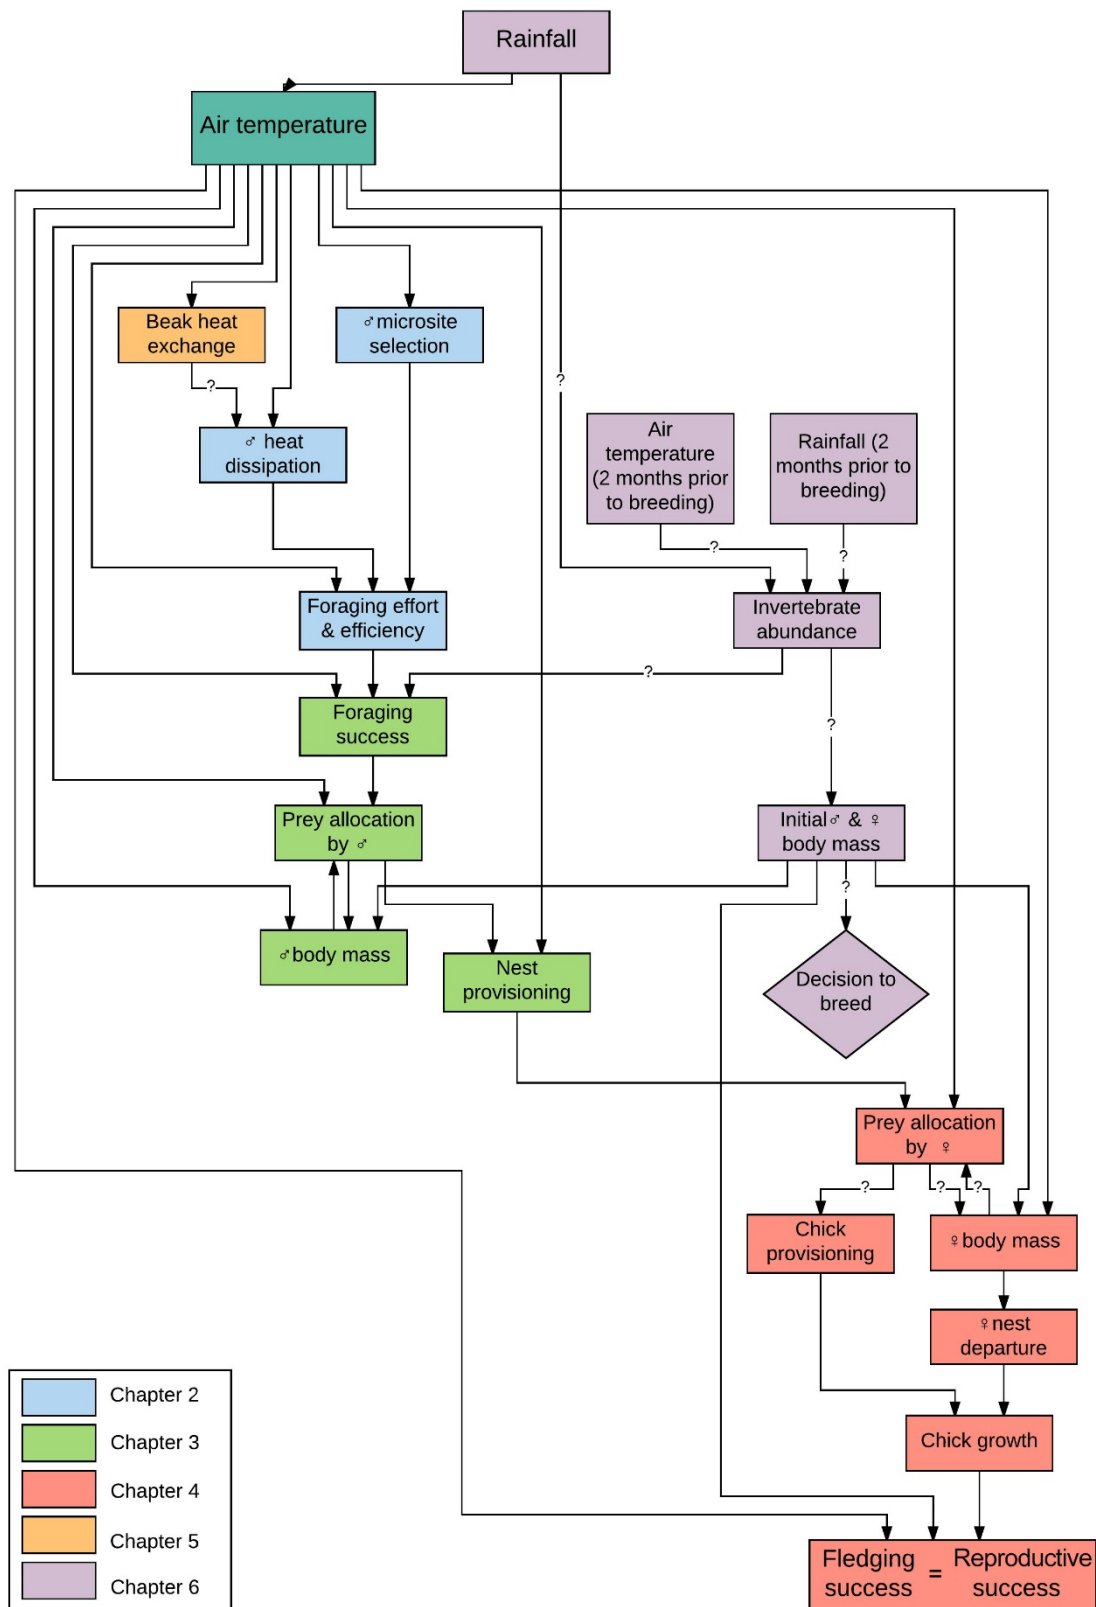 Rainfall
Air temperature
Beak heat
exchange
♂microsite
selection
?
?
♂ heat
dissipation
Air
temperature
(2 months prior
to breeding)
Rainfall (2
months prior to
breeding)
?
?
Foraging effort
& efficiency
Invertebrate
abundance
?
Foraging
success
?
Prey allocation
by ♂
Initial♂ & ♀
body mass
?
♂body mass
Nest
provisioning
Decision to
breed
Prey allocation
by ♀
?
?
?
Chick
provisioning
♀body mass
♀nest
departure
Chick growth
Fledging
success
=
Reproductive
success
Chapter 2
Chapter 3
Chapter 4
Chapter 5
Chapter 6